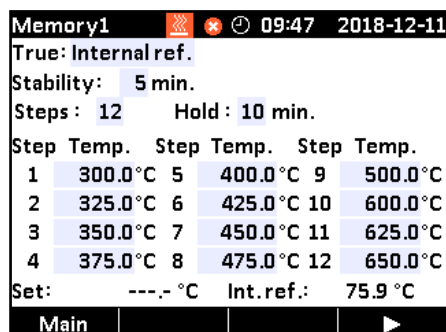 Memory1 09:47 2018-12-11
True: Internal ref.
Stability: 5 min.
Steps: 12 Hold: 10 min.
Step Temp. Step Temp. Step Temp.
1 300.0°C 5 400.0°C 9 500.0°C
2 325.0°C 6 425.0°C 10 600.0°C
3 350.0°C 7 450.0°C 11 625.0°C
4 375.0°C 8 475.0°C 12 650.0°C
Set: ---.- °C Int.ref.: 75.9 °C
Main